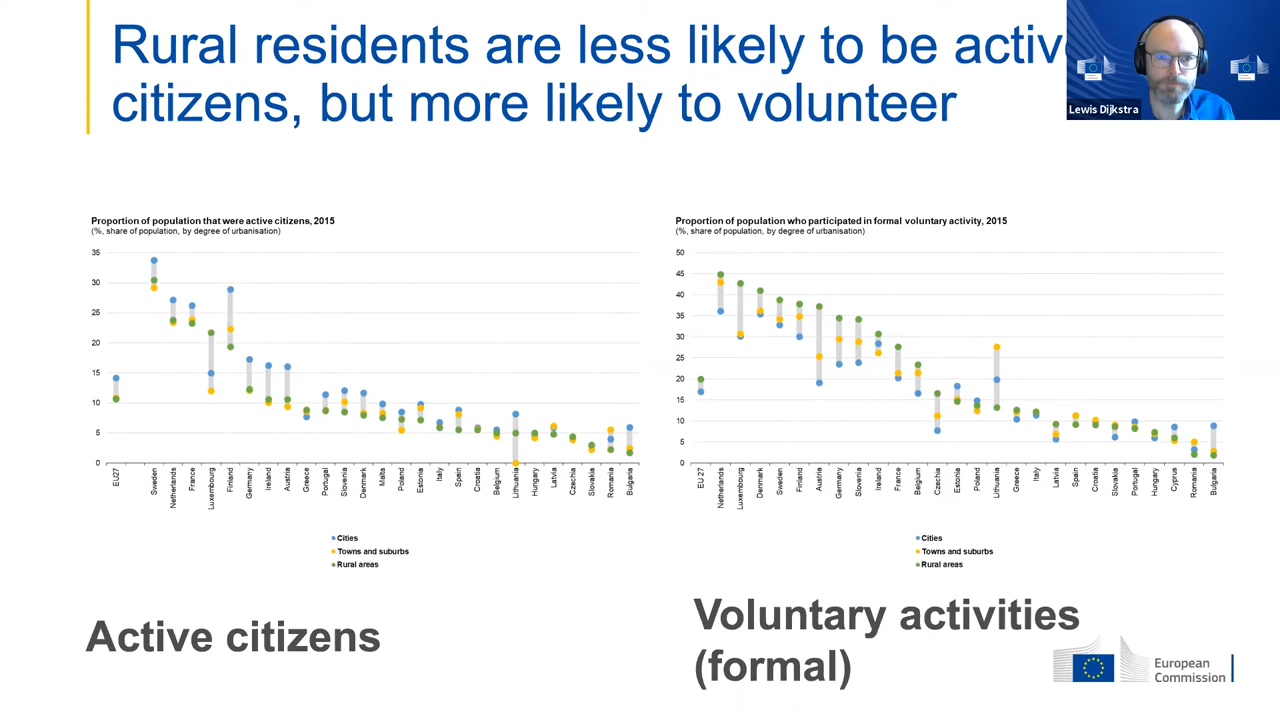 Rural residents are less likely to be activ
citizens, but more likely to volunteer
Lewis Dijkstra
Proportion of population that were active citizens, 2015
(%, share of population, by degree of urbanisation)
35
30
25
20
15
10
5
0
EU27
Sweden
Netherlands
France
Luxembourg
Finland
Germany
Ireland
Austria
Greece
Portugal
Slovenia
Denmark
Malta
Poland
Estonia
Italy
Spain
Croatia
Belgium
Lithuania
Hungary
Latvia
Czechia
Slovakia
Romania
Bulgaria
Cities
Towns and suburbs
Rural areas
Active citizens
Proportion of population who participated in formal voluntary activity, 2015
(%, share of population, by degree of urbanisation)
50
45
40
35
30
25
20
15
10
5
0
EU 27
Netherlands
Luxembourg
Denmark
Sweden
Finland
Austria
Germany
Slovenia
Ireland
France
Belgium
Czechia
Estonia
Poland
Lithuania
Greece
Italy
Latvia
Spain
Croatia
Slovakia
Portugal
Hungary
Cyprus
Romania
Bulgaria
Cities
Towns and suburbs
Rural areas
Voluntary activities
(formal)
European
Commission